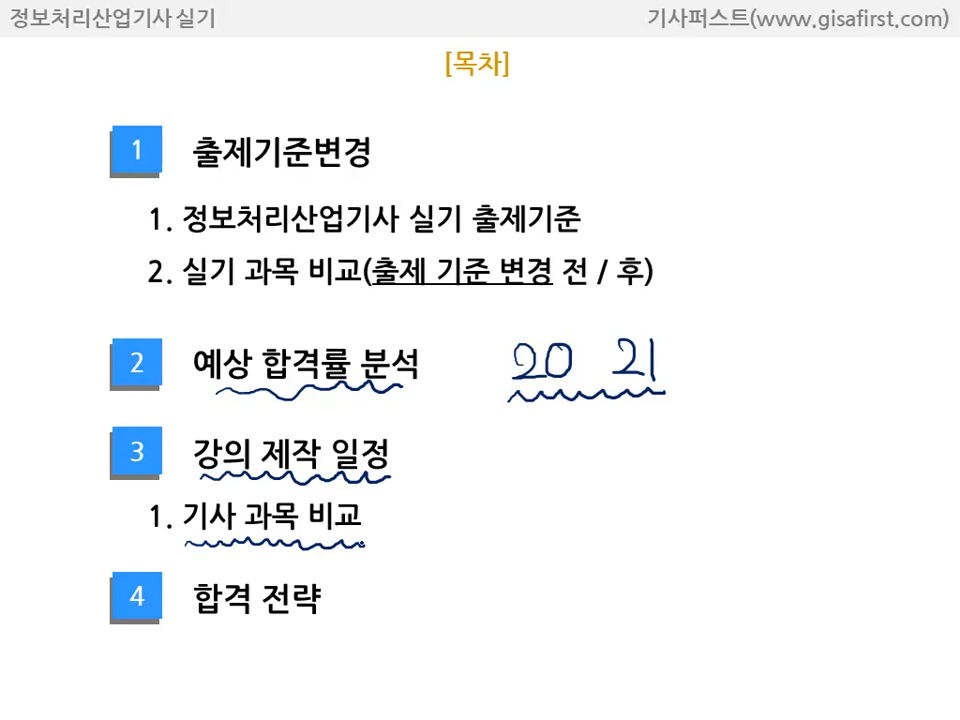 정보처리산업기사 실기 기사퍼스트(www.gisafirst.com)
[목차]
1 출제기준변경
1. 정보처리산업기사 실기 출제기준
2. 실기 과목 비교(출제 기준 변경 전 / 후)
2 예상 합격률 분석 20 21
3 강의 제작 일정
1. 기사 과목 비교
4 합격 전략